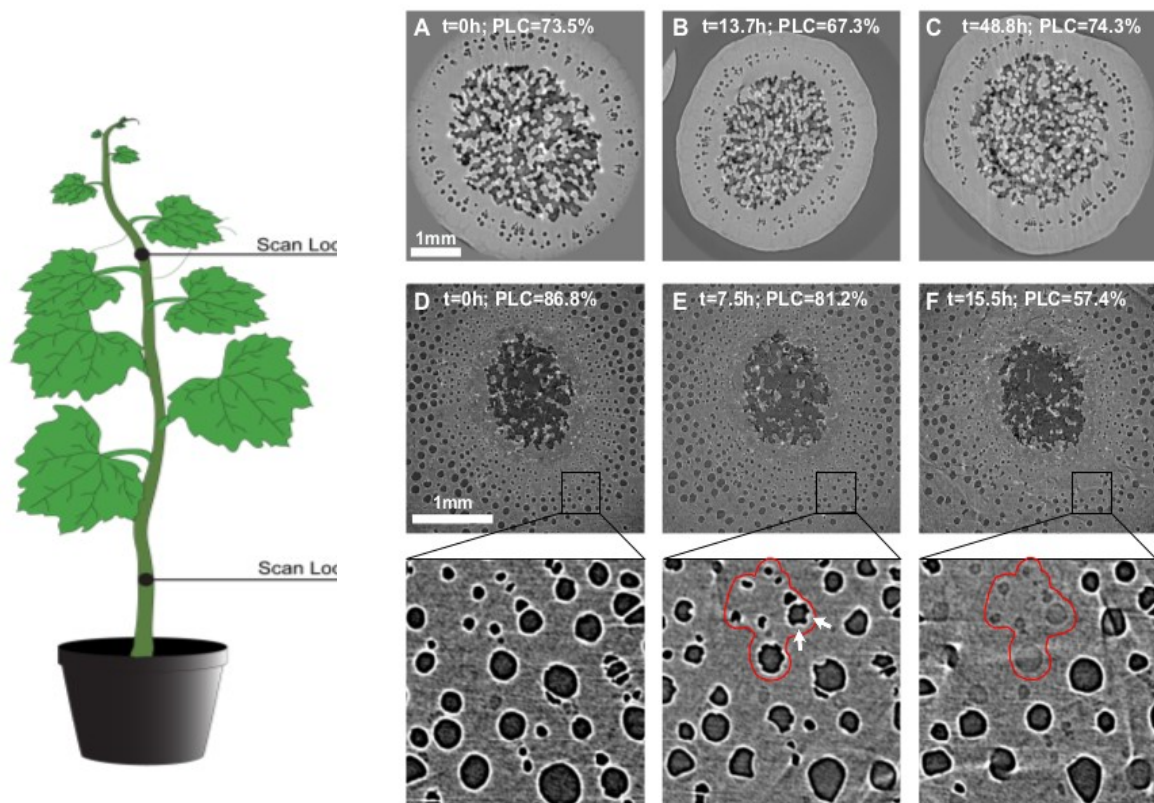 A t=0h; PLC=73.5%
B t=13.7h; PLC=67.3%
C t=48.8h; PLC=74.3%
Scan Loc
1mm
D t=0h; PLC=86.8%
E t=7.5h; PLC=81.2%
F t=15.5h; PLC=57.4%
1mm
Scan Loc